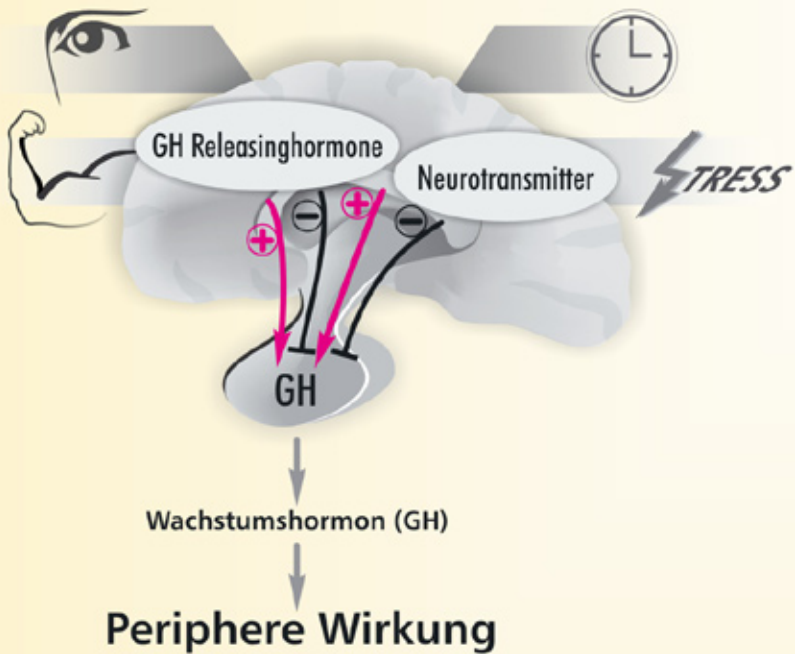 GH Releasinghormone
Neurotransmitter
STRESS
+
−
+
−
GH
Wachstumshormon (GH)
Periphere Wirkung